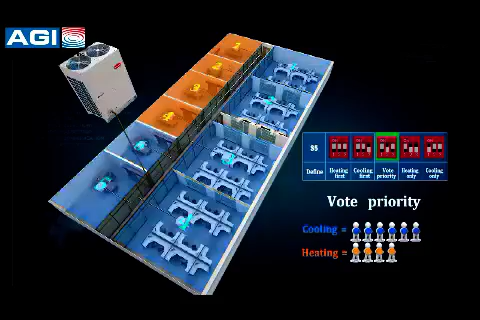 AGI
S5 Heating first Cooling first Vote priority Heating only Cooling only
Define
Vote priority
Cooling =
Heating =